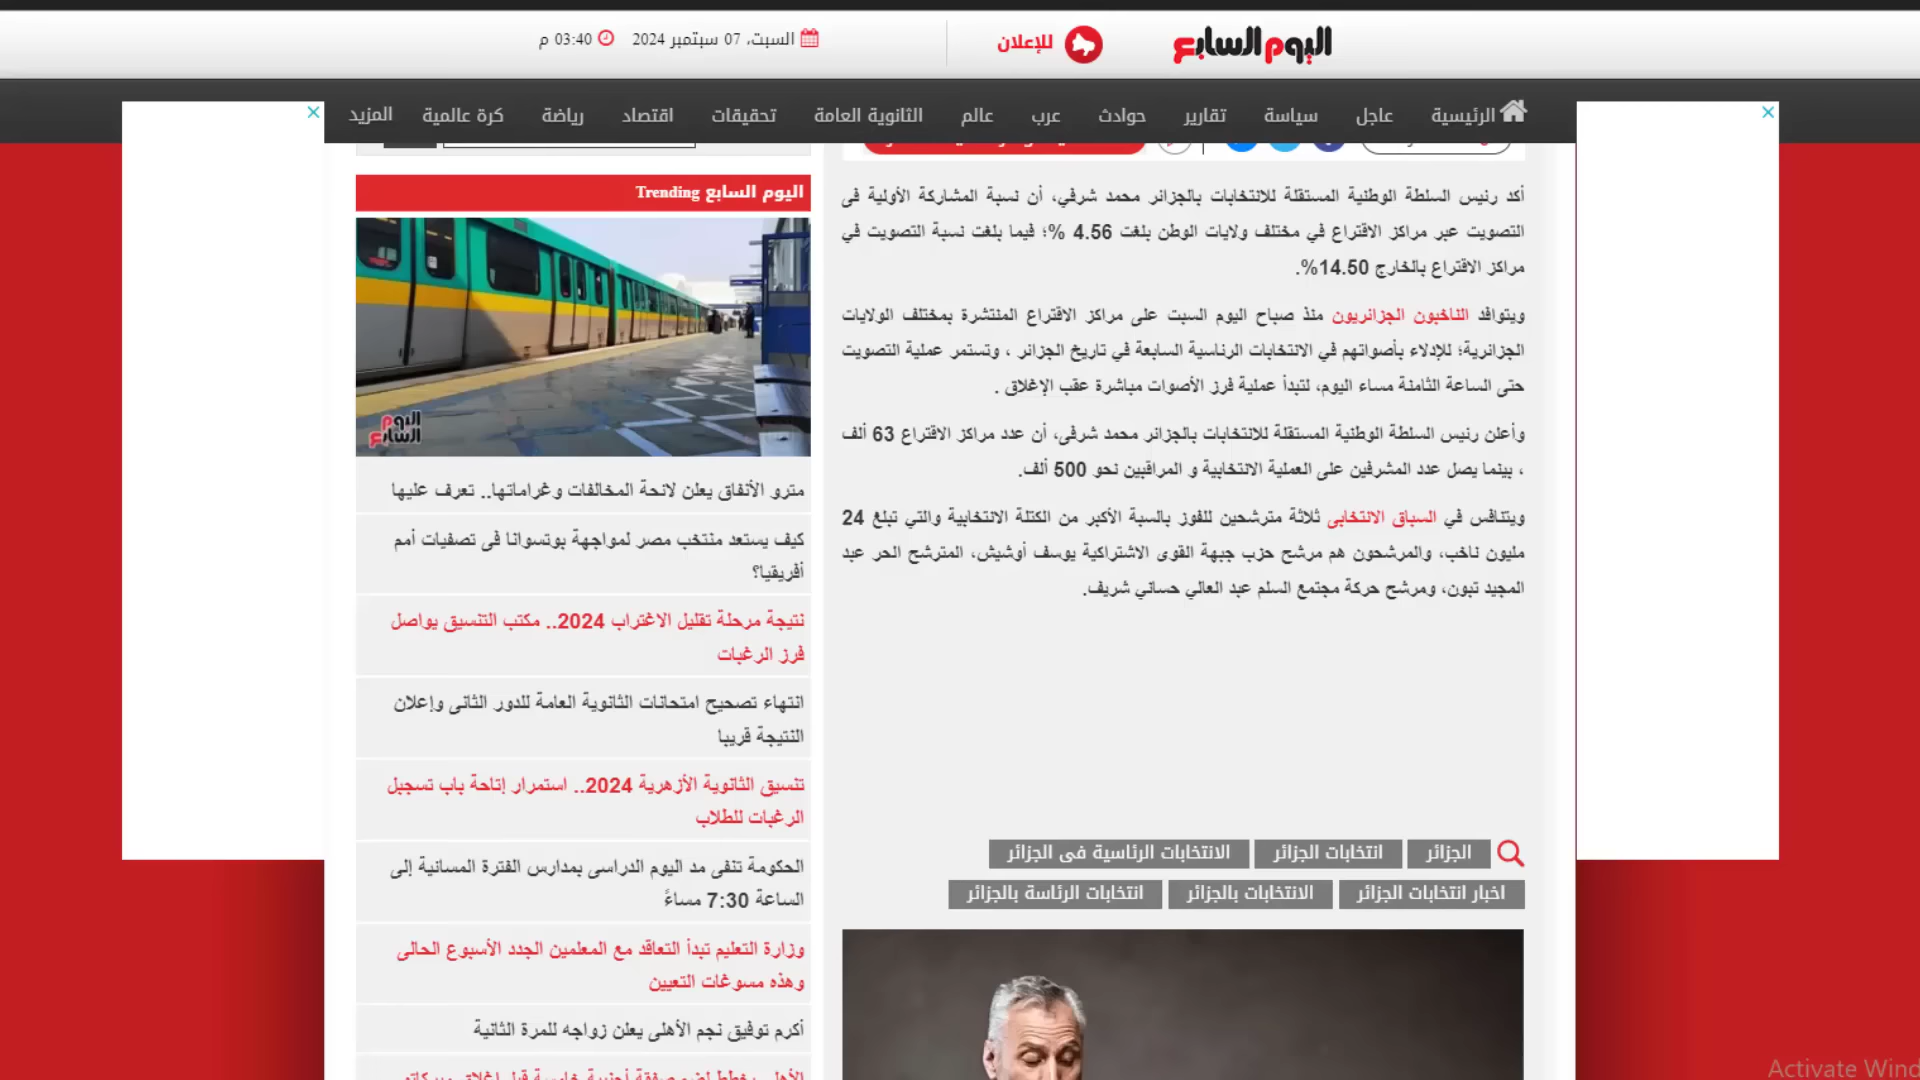 اليوم السابع
للإعلان
السبت، 07 سبتمبر 2024
03:40 م
الرئيسية عاجل سياسة تقارير حوادث عرب عالم الثانوية العامة تحقيقات اقتصاد رياضة كرة عالمية المزيد
أكد رئيس السلطة الوطنية المستقلة للانتخابات بالجزائر محمد شرفي، أن نسبة المشاركة الأولية فى
التصويت عبر مراكز الاقتراع في مختلف ولايات الوطن بلغت 4.56 %؛ فيما بلغت نسبة التصويت في
مراكز الاقتراع بالخارج 14.50%.
ويتوافد الناخبون الجزائريون منذ صباح اليوم السبت على مراكز الاقتراع المنتشرة بمختلف الولايات
الجزائرية؛ للإدلاء بأصواتهم في الانتخابات الرئاسية السابعة في تاريخ الجزائر ، وتستمر عملية التصويت
حتى الساعة الثامنة مساء اليوم، لتبدأ عملية فرز الأصوات مباشرة عقب الإغلاق .
وأعلن رئيس السلطة الوطنية المستقلة للانتخابات بالجزائر محمد شرفى، أن عدد مراكز الاقتراع 63 ألف
، بينما يصل عدد المشرفين على العملية الانتخابية و المراقبين نحو 500 ألف.
ويتنافس في السباق الانتخابى ثلاثة مترشحين للفوز بالسبة الأكبر من الكتلة الانتخابية والتي تبلغ 24
مليون ناخب، والمرشحون هم مرشح حزب جبهة القوى الاشتراكية يوسف أوشيش، المترشح الحر عبد
المجيد تبون، ومرشح حركة مجتمع السلم عبد العالي حساني شريف.
الجزائر
انتخابات الجزائر
الانتخابات الرئاسية فى الجزائر
اخبار انتخابات الجزائر
الانتخابات بالجزائر
انتخابات الرئاسة بالجزائر
اليوم السابع Trending
اليوم السابع
مترو الأنفاق يعلن لائحة المخالفات وغراماتها.. تعرف عليها
كيف يستعد منتخب مصر لمواجهة بوتسوانا فى تصفيات أمم
أفريقيا؟
نتيجة مرحلة تقليل الاغتراب 2024.. مكتب التنسيق يواصل
فرز الرغبات
انتهاء تصحيح امتحانات الثانوية العامة للدور الثانى وإعلان
النتيجة قريبا
تنسيق الثانوية الأزهرية 2024.. استمرار إتاحة باب تسجيل
الرغبات للطلاب
الحكومة تنفى مد اليوم الدراسى بمدارس الفترة المسائية إلى
الساعة 7:30 مساءً
وزارة التعليم تبدأ التعاقد مع المعلمين الجدد الأسبوع الحالى
وهذه مسوغات التعيين
أكرم توفيق نجم الأهلى يعلن زواجه للمرة الثانية
Activate Wind